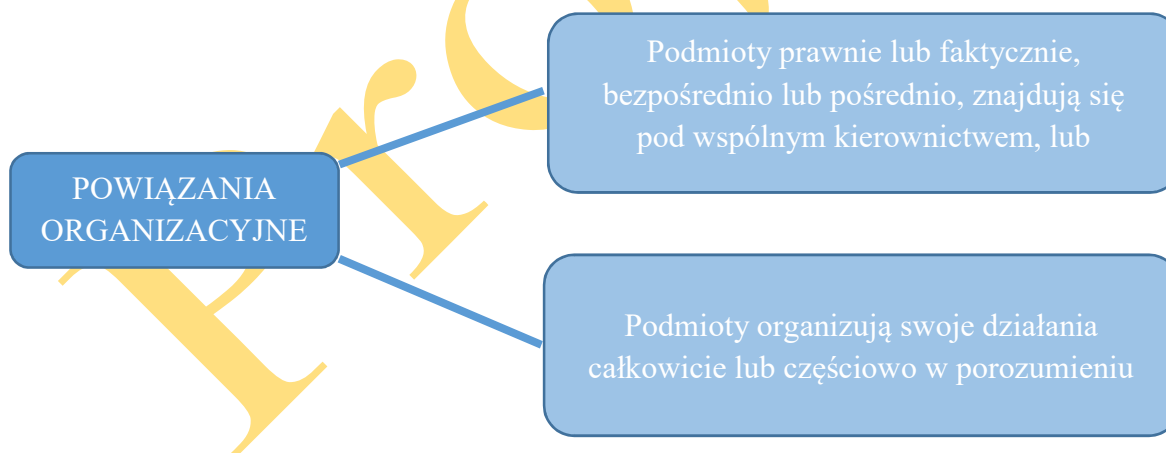 Podmioty prawnie lub faktycznie,
bezpośrednio lub pośrednio, znajdują się
pod wspólnym kierownictwem, lub
POWIĄZANIA
ORGANIZACYJNE
Podmioty organizują swoje działania
całkowicie lub częściowo w porozumieniu